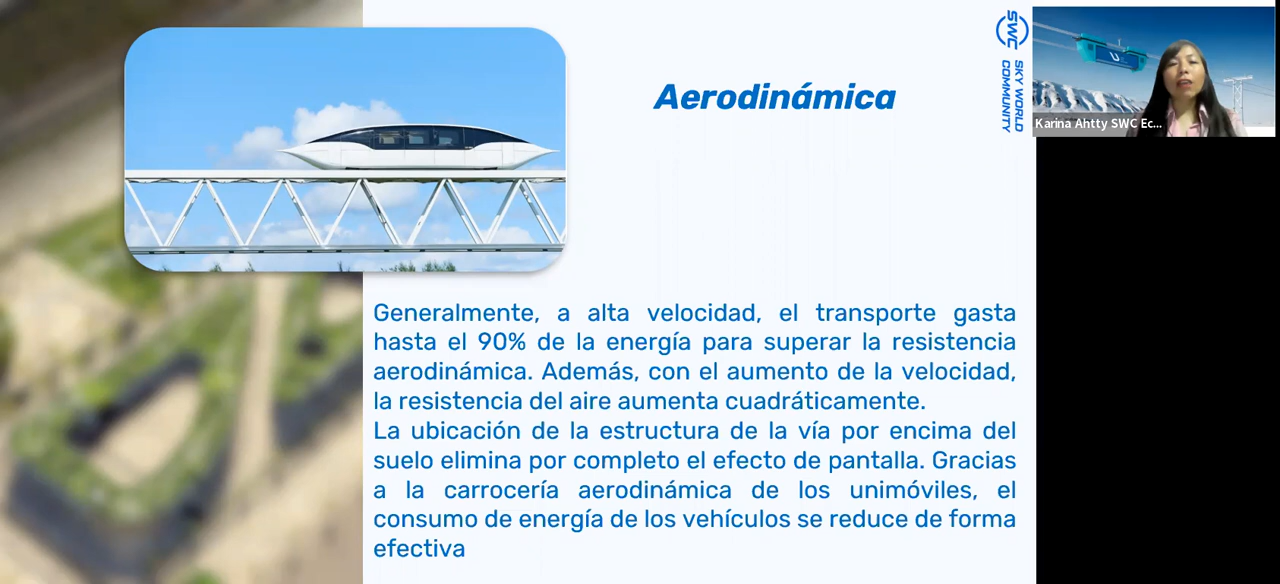 Aerodinámica
SWC
SKY WORLD
COMMUNITY
U
Karina Ahtty SWC Ec...
Generalmente, a alta velocidad, el transporte gasta
hasta el 90% de la energía para superar la resistencia
aerodinámica. Además, con el aumento de la velocidad,
la resistencia del aire aumenta cuadráticamente.
La ubicación de la estructura de la vía por encima del
suelo elimina por completo el efecto de pantalla. Gracias
a la carrocería aerodinámica de los unimóviles, el
consumo de energía de los vehículos se reduce de forma
efectiva